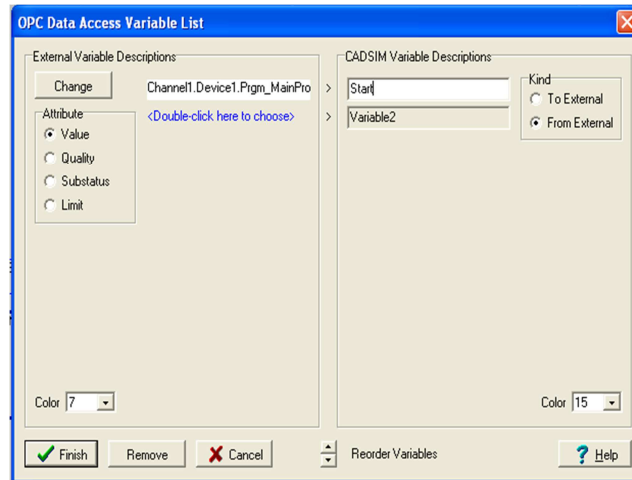 OPC Data Access Variable List
External Variable Descriptions
CADSIM Variable Descriptions
Change
Channel1.Device1.Prgm_MainPro
>
Start
Kind
To External
From External
Attribute
Value
Quality
Substatus
Limit
<Double-click here to choose>
>
Variable2
Color 7
Color 15
Finish
Remove
Cancel
Reorder Variables
Help